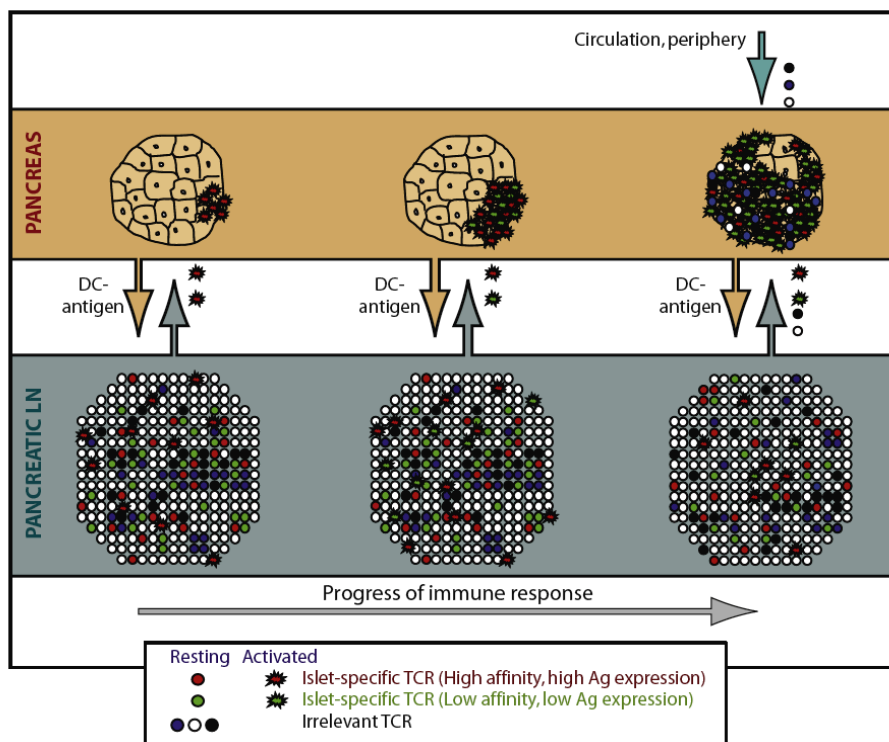 Circulation, periphery
PANCREAS
DC-
antigen
DC-
antigen
DC-
antigen
PANCREATIC LN
Progress of immune response
Resting Activated
Islet-specific TCR (High affinity, high Ag expression)
Islet-specific TCR (Low affinity, low Ag expression)
Irrelevant TCR